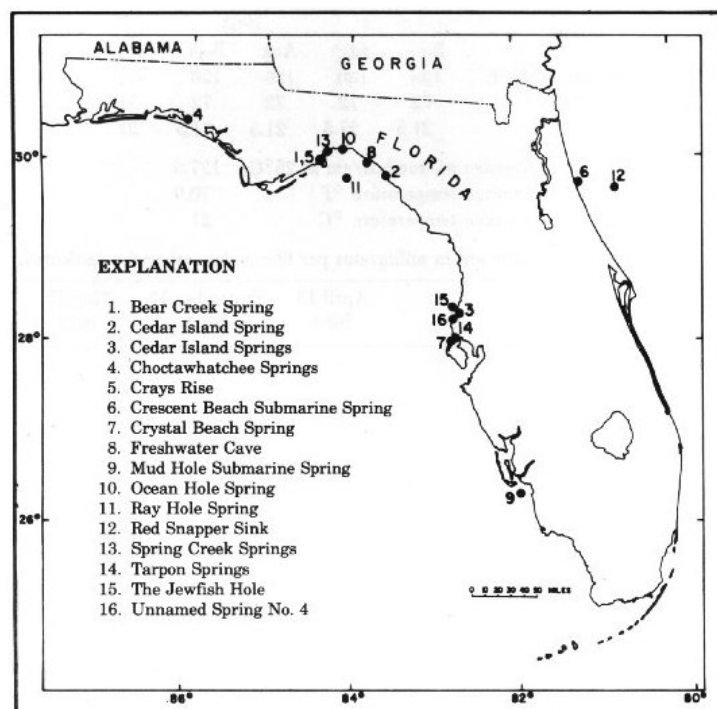 ALABAMA
GEORGIA
FLORIDA
4
13
10
1,5
8
2
11
6
12
30°
28°
26°
EXPLANATION
1. Bear Creek Spring
2. Cedar Island Spring
3. Cedar Island Springs
4. Choctawhatchee Springs
5. Crays Rise
6. Crescent Beach Submarine Spring
7. Crystal Beach Spring
8. Freshwater Cave
9. Mud Hole Submarine Spring
10. Ocean Hole Spring
11. Ray Hole Spring
12. Red Snapper Sink
13. Spring Creek Springs
14. Tarpon Springs
15. The Jewfish Hole
16. Unnamed Spring No. 4
15
3
16
14
7
9
0 10 20 30 40 50 MILES
86°
84°
82°
80°